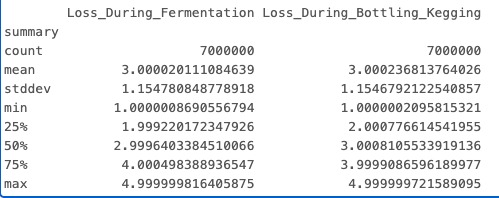 Loss_During_Fermentation Loss_During_Bottling_Kegging
summary
count 7000000 7000000
mean 3.000020111084639 3.000236813764026
stddev 1.154780848778918 1.1546792122540857
min 1.0000008690556794 1.0000002095815321
25% 1.999220172347926 2.000776614541955
50% 2.9996403384510066 3.0008105533919136
75% 4.000498388936547 3.9999086596189977
max 4.999999816405875 4.999999721589095